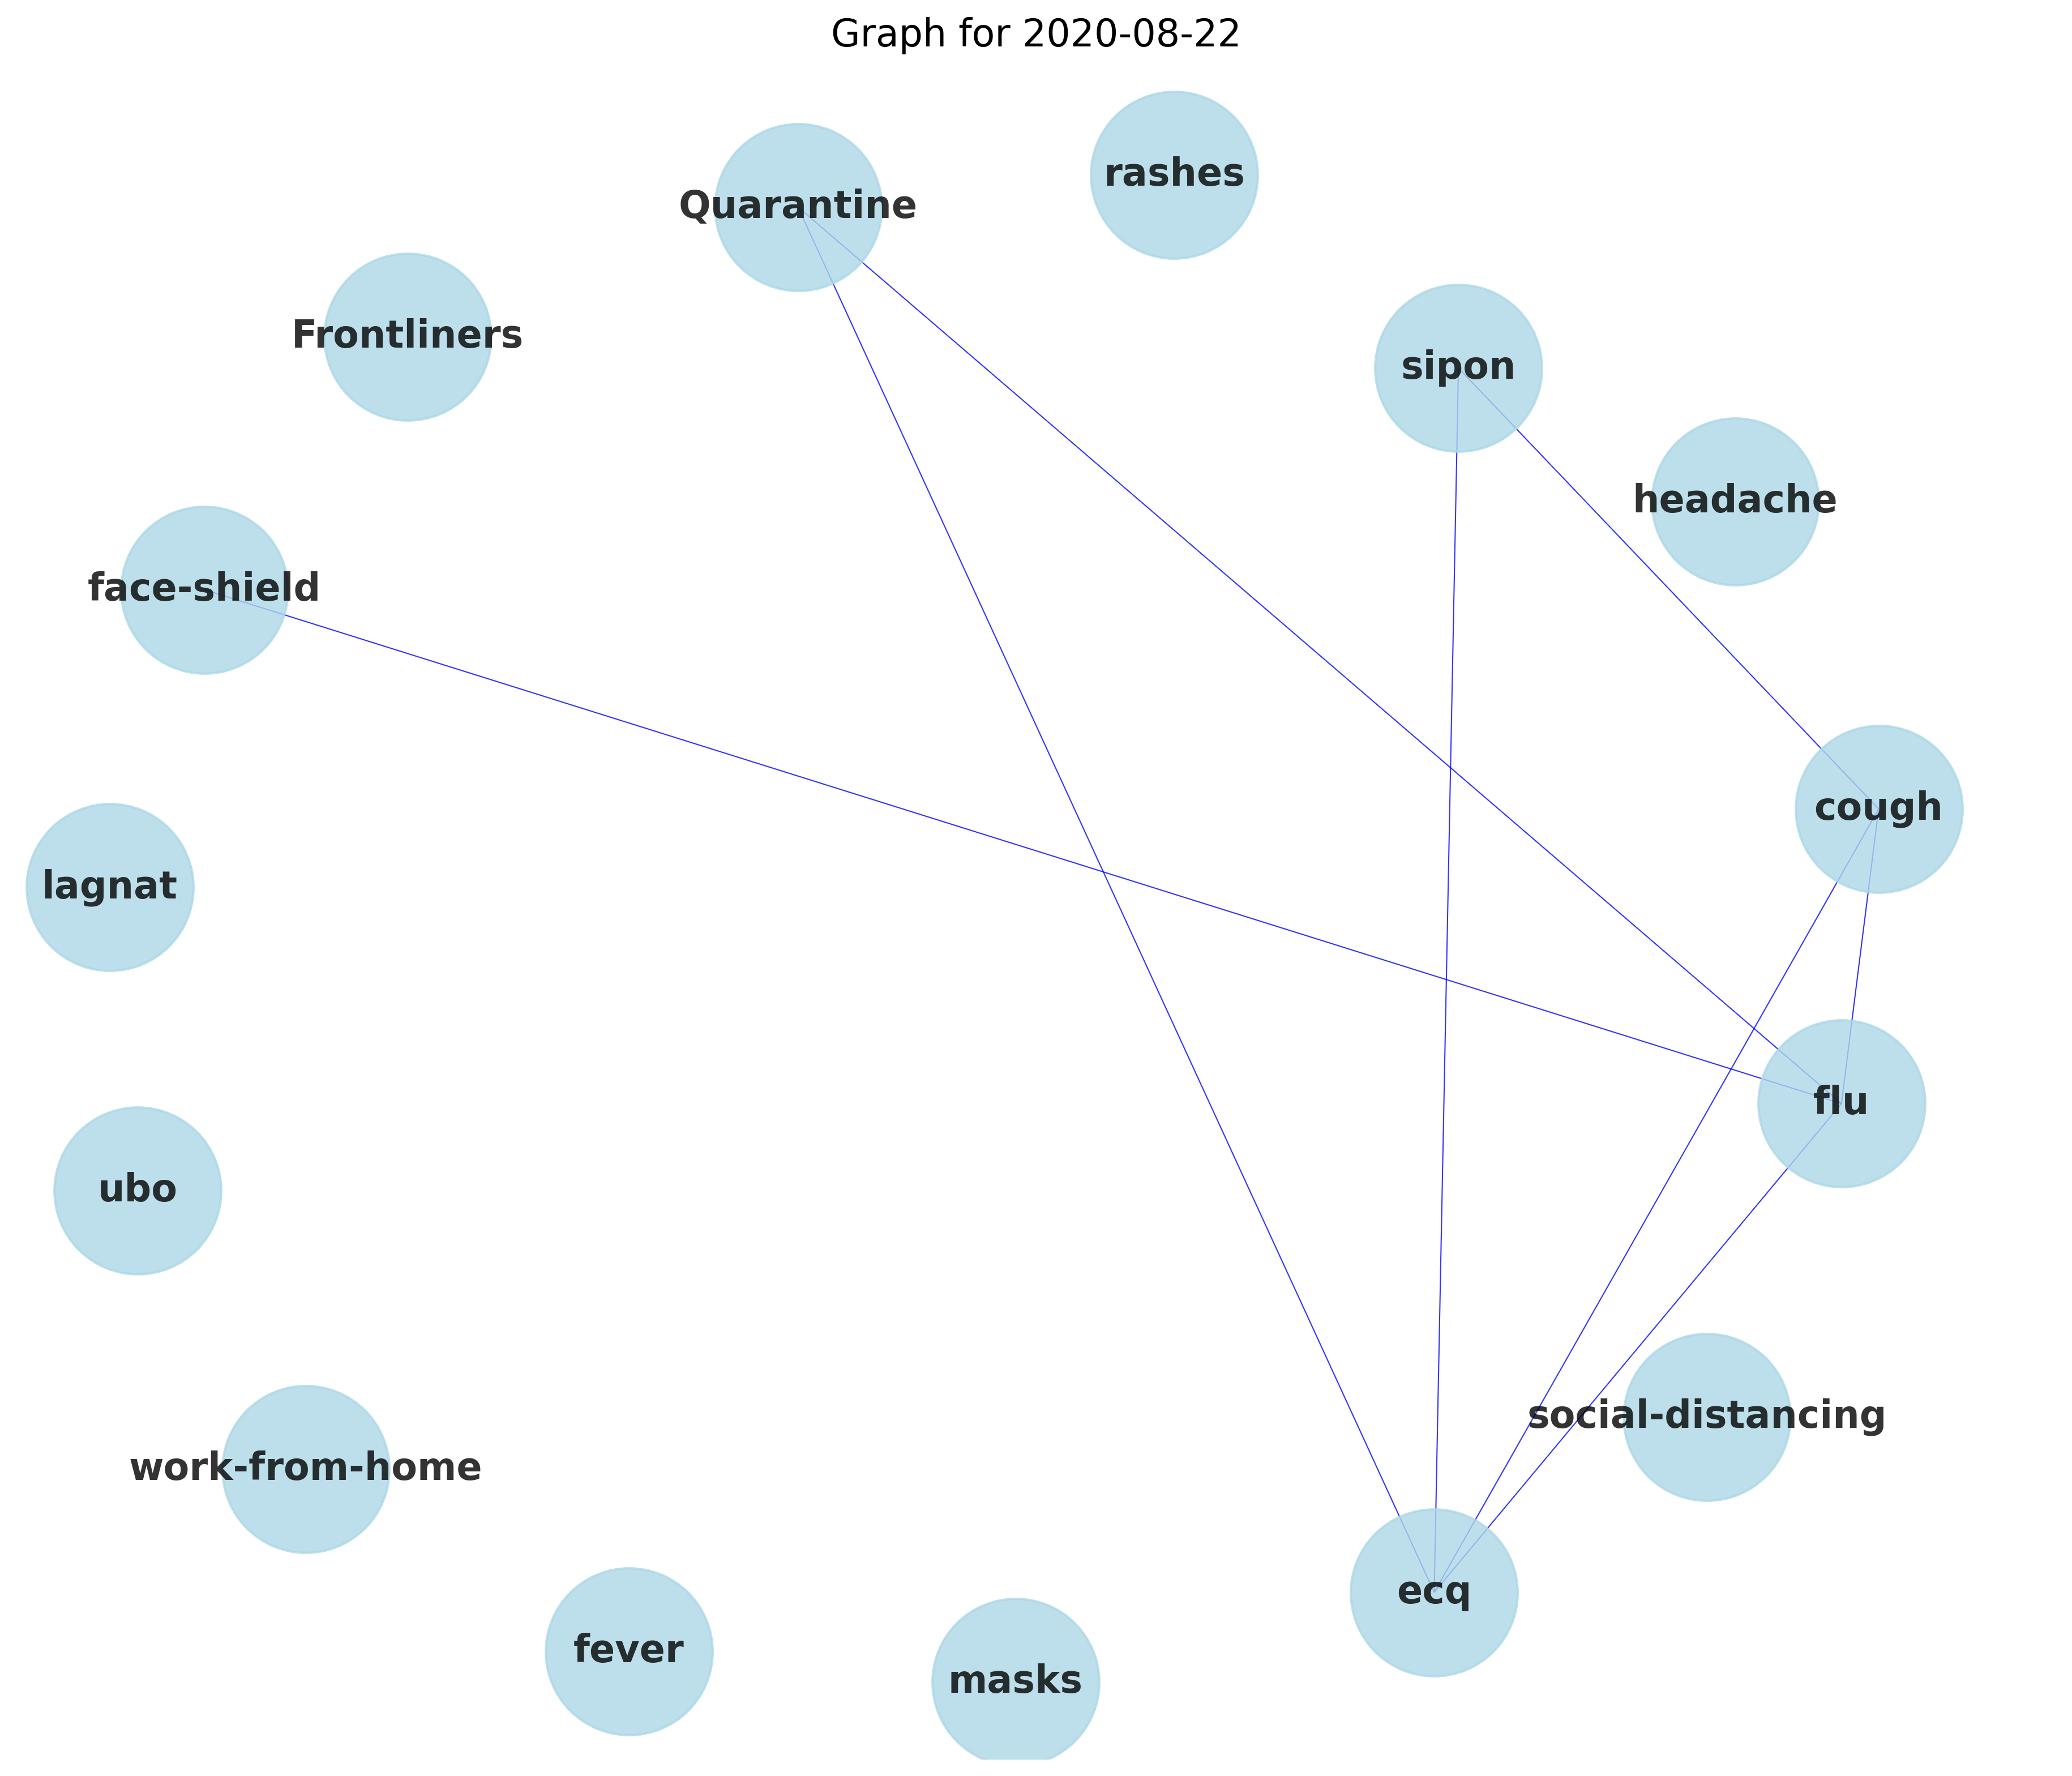 Graph for 2020-08-22
rashes
Quarantine
Frontliners
sipon
headache
face-shield
cough
lagnat
flu
ubo
social-distancing
work-from-home
ecq
fever
masks